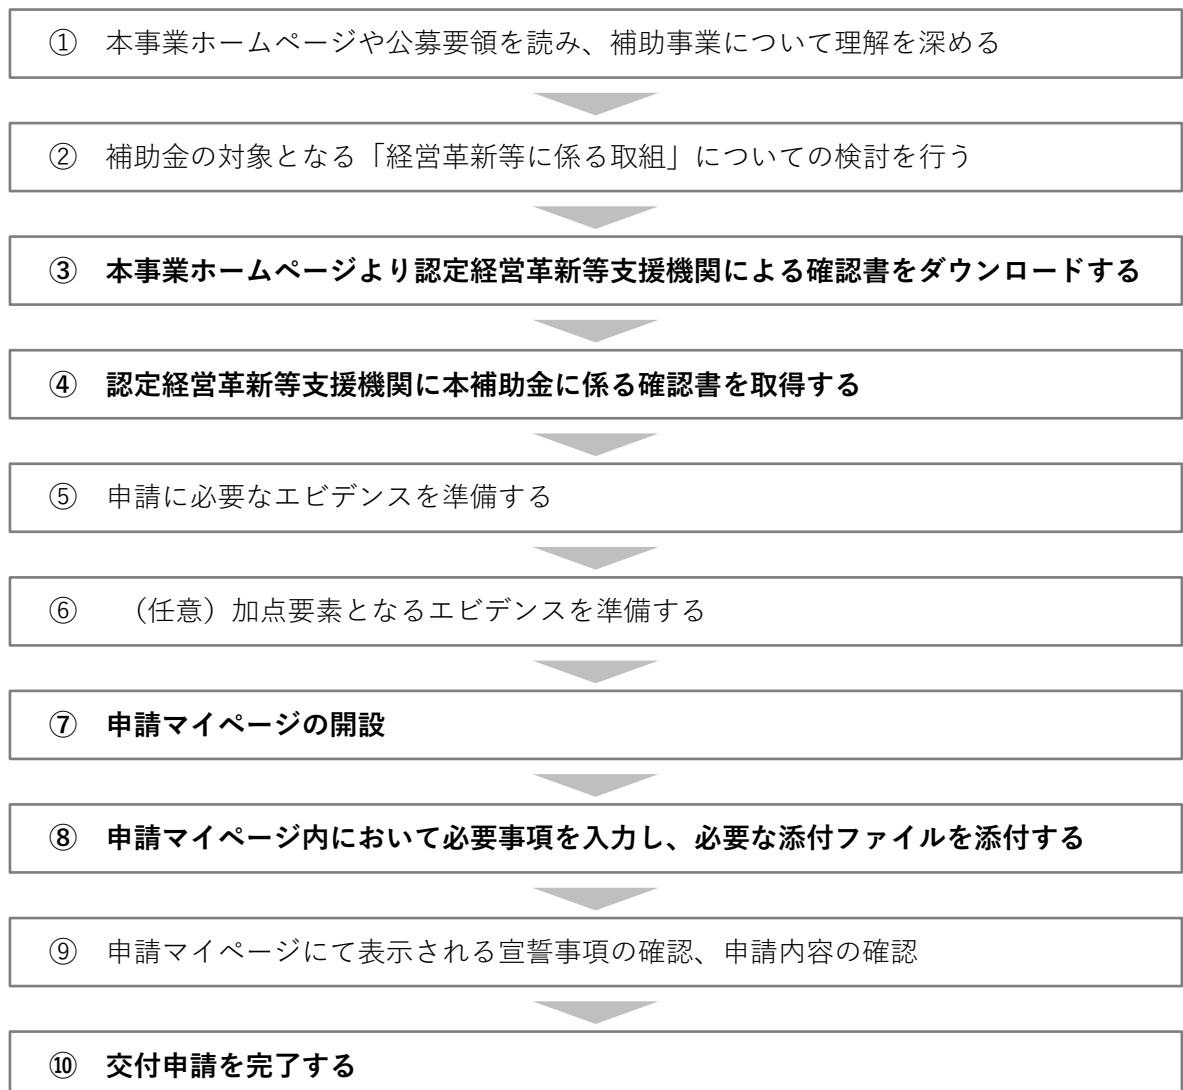 ① 本事業ホームページや公募要領を読み、補助事業について理解を深める
② 補助金の対象となる「経営革新等に係る取組」についての検討を行う
③ 本事業ホームページより認定経営革新等支援機関による確認書をダウンロードする
④ 認定経営革新等支援機関に本補助金に係る確認書を取得する
⑤ 申請に必要なエビデンスを準備する
⑥ （任意）加点要素となるエビデンスを準備する
⑦ 申請マイページの開設
⑧ 申請マイページ内において必要事項を入力し、必要な添付ファイルを添付する
⑨ 申請マイページにて表示される宣誓事項の確認、申請内容の確認
⑩ 交付申請を完了する